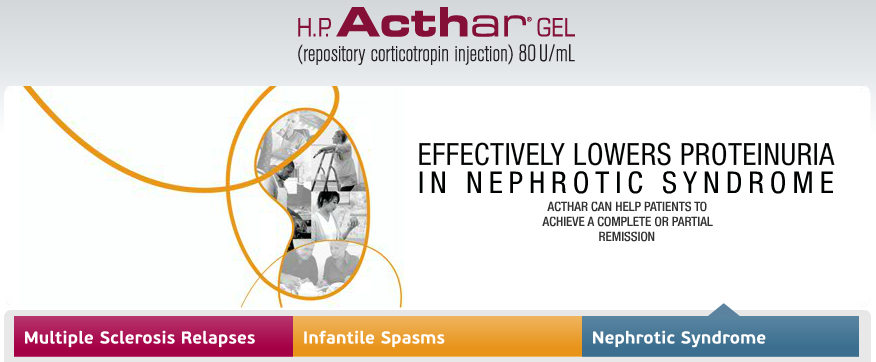 H.P. Acthar® GEL
(repository corticotropin injection) 80 U/mL
EFFECTIVELY LOWERS PROTEINURIA
IN NEPHROTIC SYNDROME
ACTHAR CAN HELP PATIENTS TO
ACHIEVE A COMPLETE OR PARTIAL
REMISSION
Multiple Sclerosis Relapses
Infantile Spasms
Nephrotic Syndrome